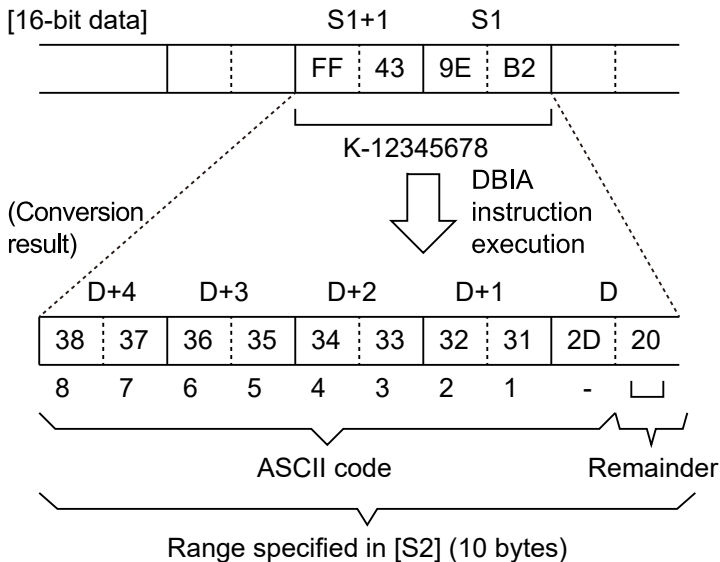 [16-bit data] S1+1 S1
FF 43 9E B2
K-12345678
DBIA
instruction
execution
(Conversion
result)
D+4 D+3 D+2 D+1 D
38 37 36 35 34 33 32 31 2D 20
8 7 6 5 4 3 2 1 -
ASCII code Remainder
Range specified in [S2] (10 bytes)